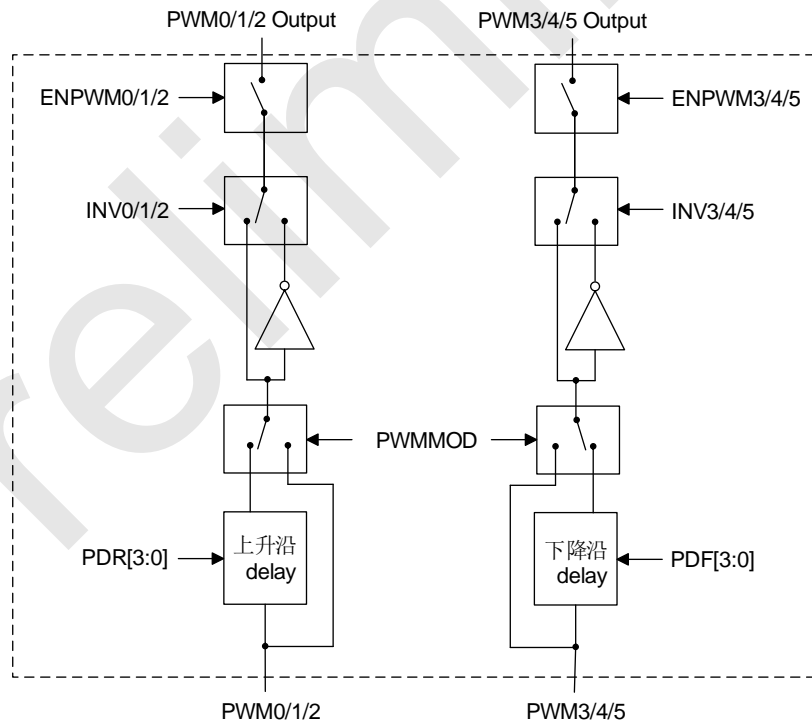 PWM0/1/2 Output
PWM3/4/5 Output
ENPWM0/1/2
ENPWM3/4/5
INV0/1/2
INV3/4/5
PWMMOD
PDR[3:0]
上升沿
delay
下降沿
delay
PDF[3:0]
PWM0/1/2
PWM3/4/5
relim